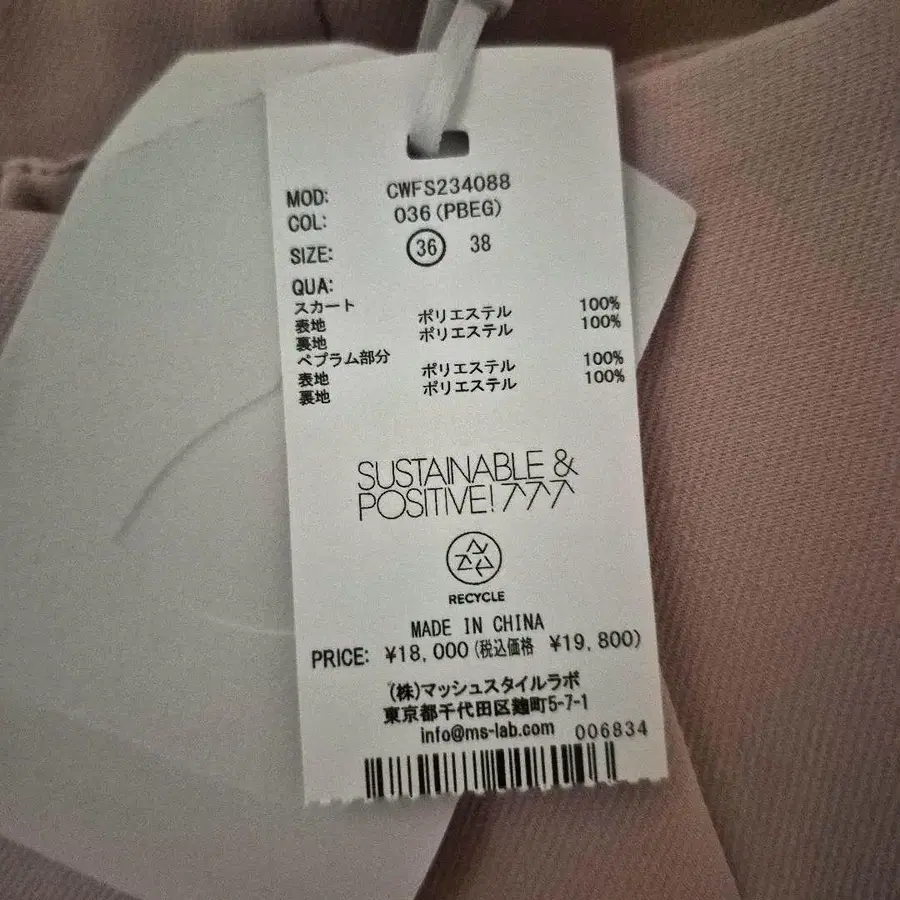 MOD: CWFS234088
COL: 036(PBEG)
SIZE: 36 38
QUA:
スカート
表地 ポリエステル 100%
裏地 ポリエステル 100%
ペプラム部分
表地 ポリエステル 100%
裏地 ポリエステル 100%
SUSTAINABLE &
POSITIVE!
RECYCLE
MADE IN CHINA
PRICE: ¥18,000(税込価格 ¥19,800)
(株)マッシュスタイルラボ
東京都千代田区麹町5-7-1
info@ms-lab.com 006834